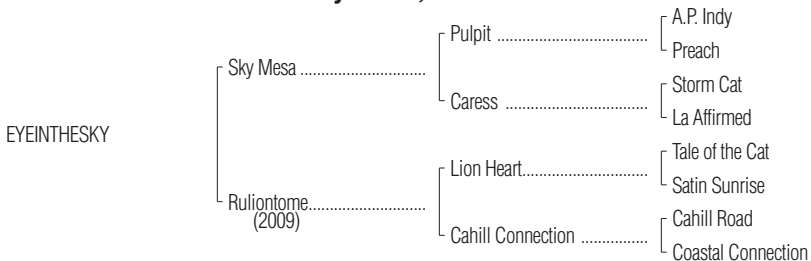 Pulpit ..................................... A.P. Indy
Preach
Sky Mesa ..............................
Caress ................................... Storm Cat
La Affirmed
EYEINTHESKY
Lion Heart.............................. Tale of the Cat
Satin Sunrise
Ruliontome............................
(2009)
Cahill Connection ................ Cahill Road
Coastal Connection